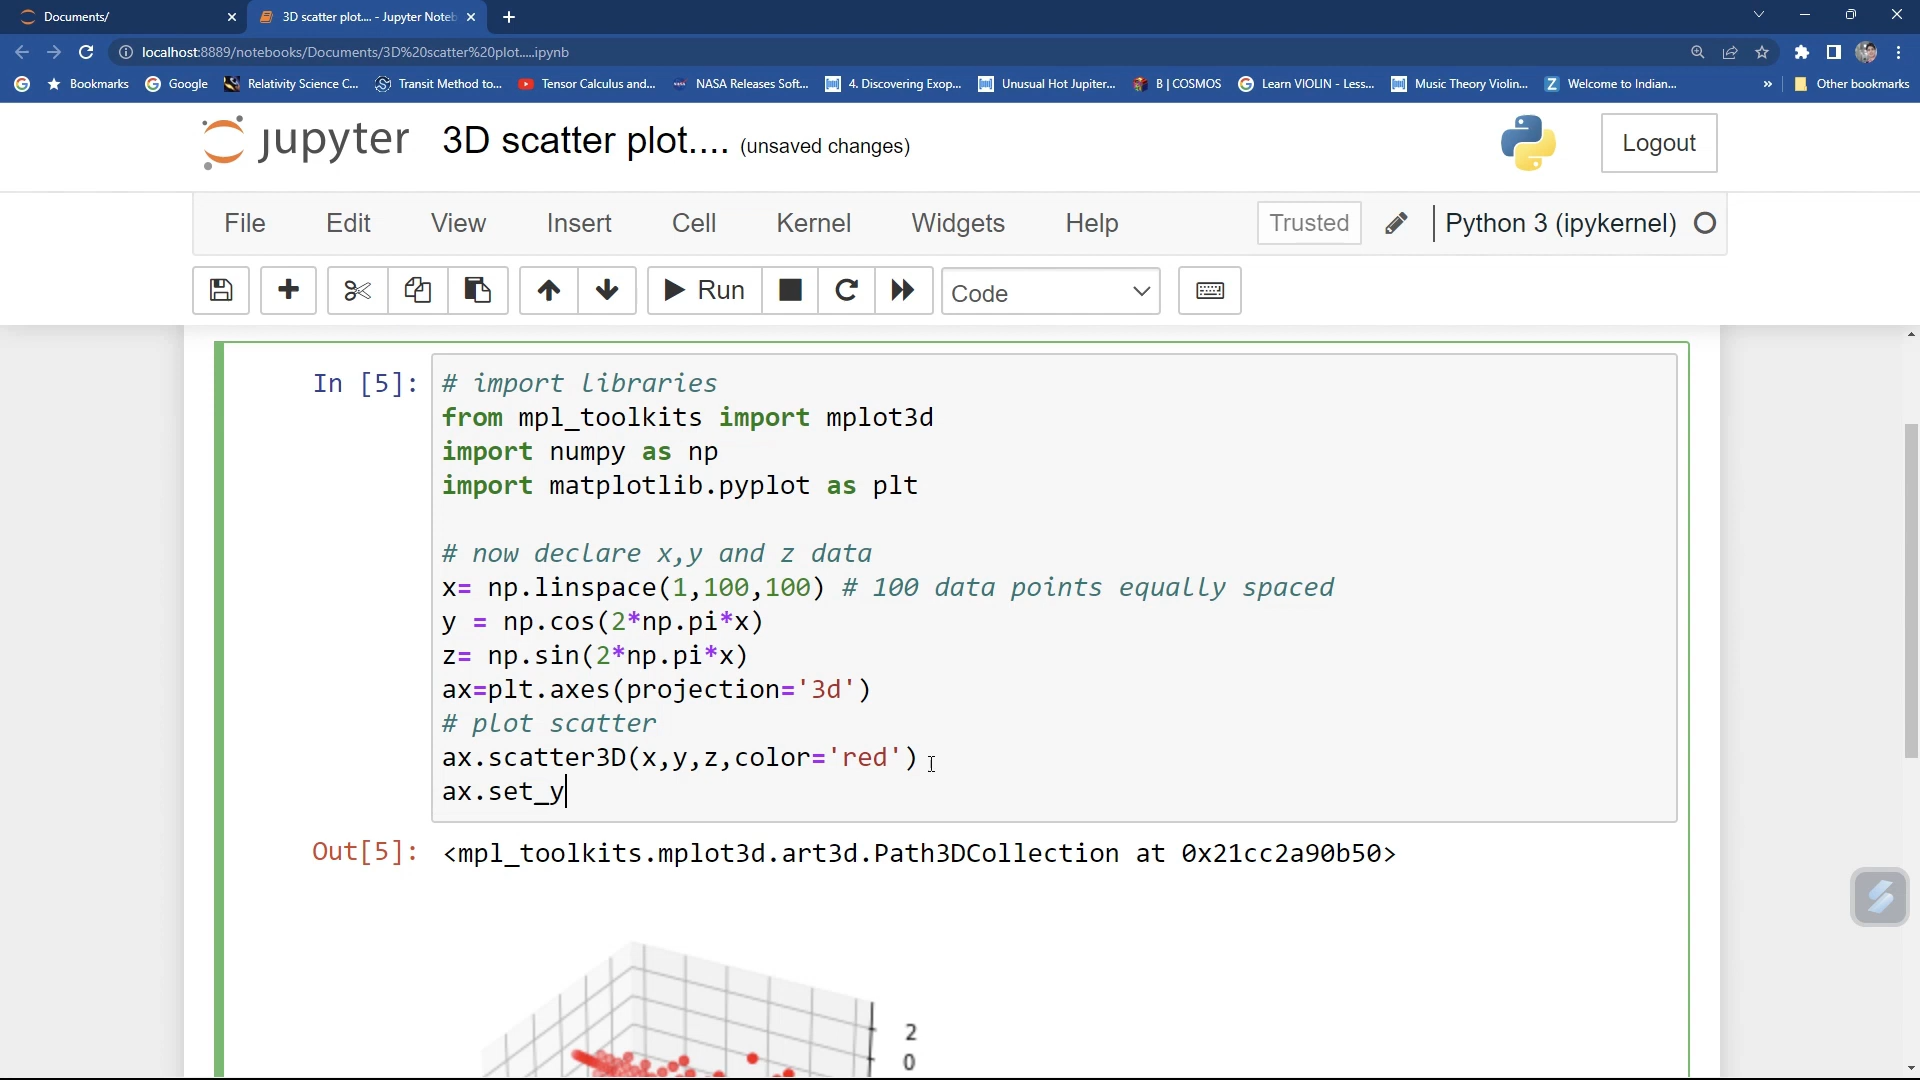 Documents/
3D scatter plot.... - Jupyter Noteb
localhost:8889/notebooks/Documents/3D%20scatter%20plot.....ipynb
Bookmarks
Google
Relativity Science C...
Transit Method to...
Tensor Calculus and...
NASA Releases Soft...
4. Discovering Exop...
Unusual Hot Jupiter...
B | COSMOS
Learn VIOLIN - Less...
Music Theory Violin...
Welcome to Indian...
»
Other bookmarks
jupyter 3D scatter plot.... (unsaved changes)
Logout
File Edit View Insert Cell Kernel Widgets Help
Trusted
Python 3 (ipykernel)
Run
Code
In [5]: # import libraries
from mpl_toolkits import mplot3d
import numpy as np
import matplotlib.pyplot as plt
# now declare x,y and z data
x= np.linspace(1,100,100) # 100 data points equally spaced
y = np.cos(2*np.pi*x)
z= np.sin(2*np.pi*x)
ax=plt.axes(projection='3d')
# plot scatter
ax.scatter3D(x,y,z,color='red')
ax.set_y
Out[5]: <mpl_toolkits.mplot3d.art3d.Path3DCollection at 0x21cc2a90b50>
2
0